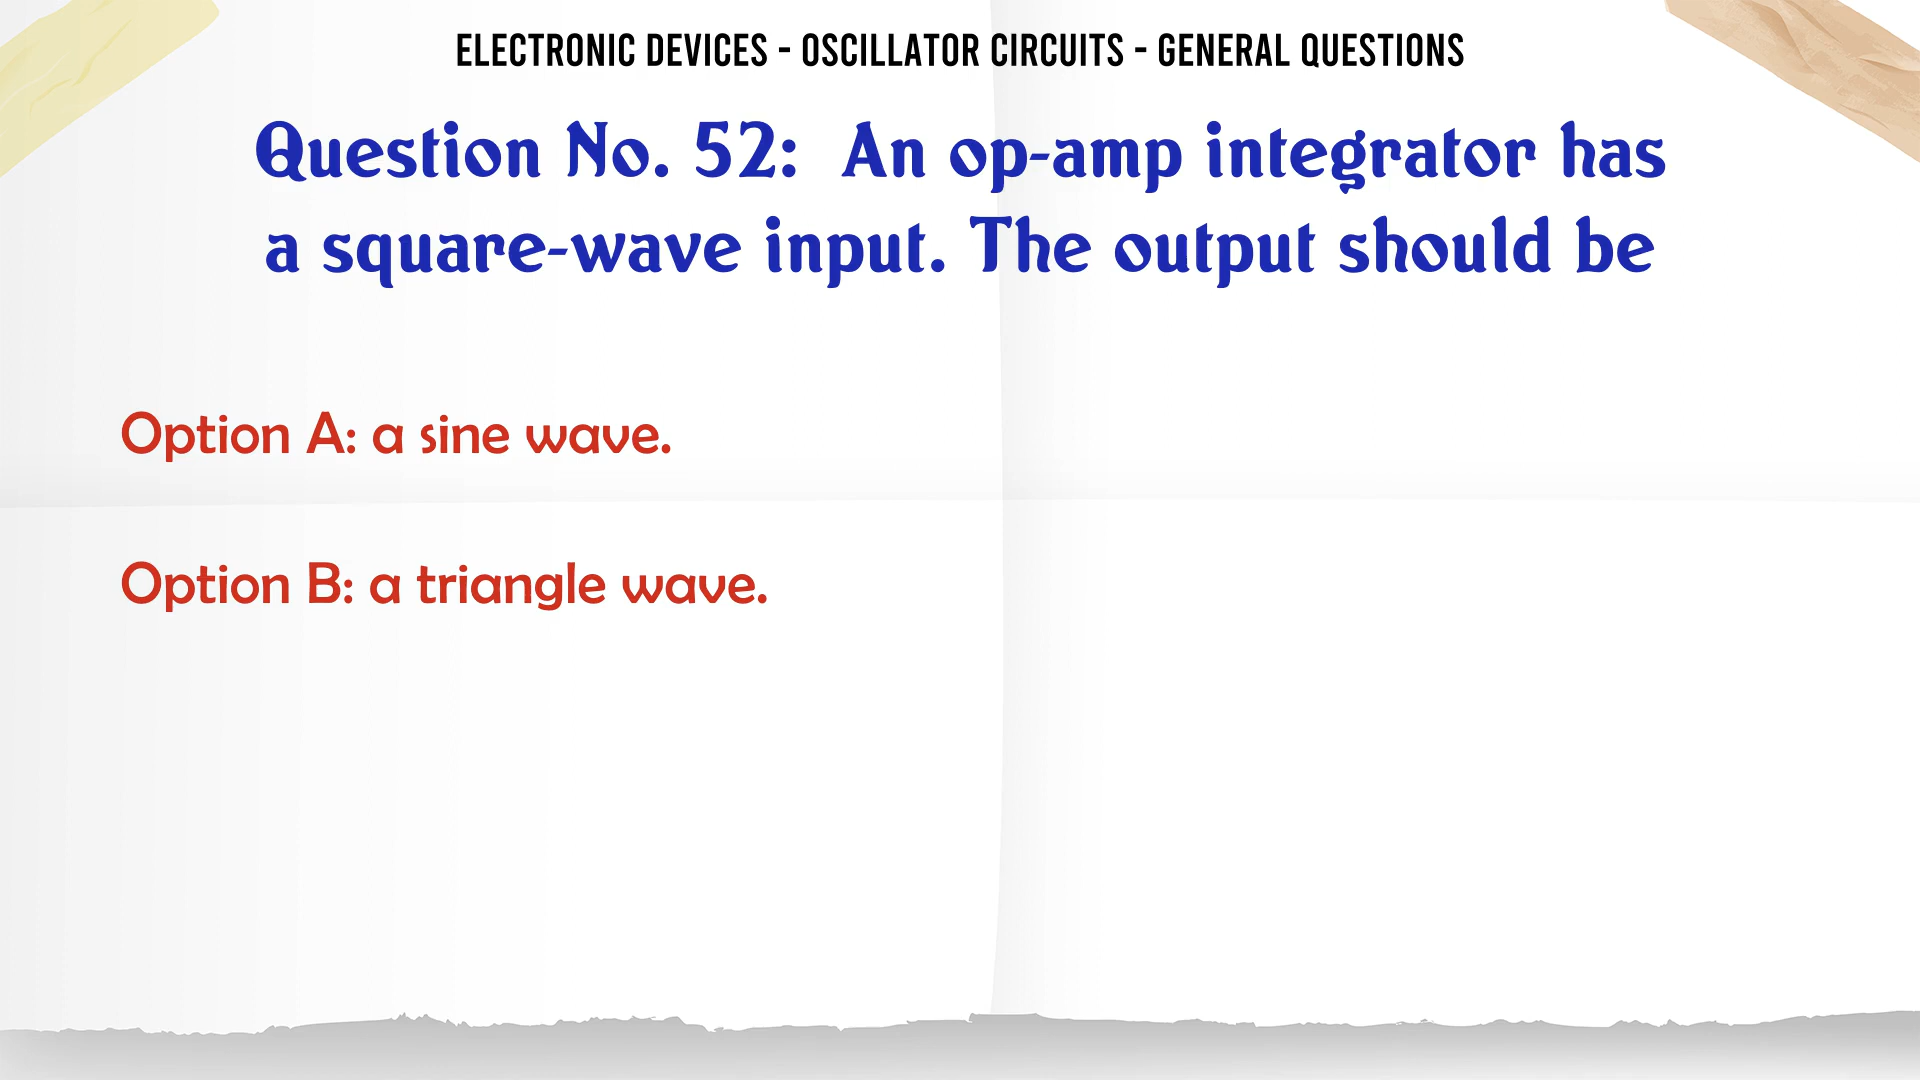 ELECTRONIC DEVICES - OSCILLATOR CIRCUITS - GENERAL QUESTIONS
Question No. 52: An op-amp integrator has
a square-wave input. The output should be
Option A: a sine wave.
Option B: a triangle wave.